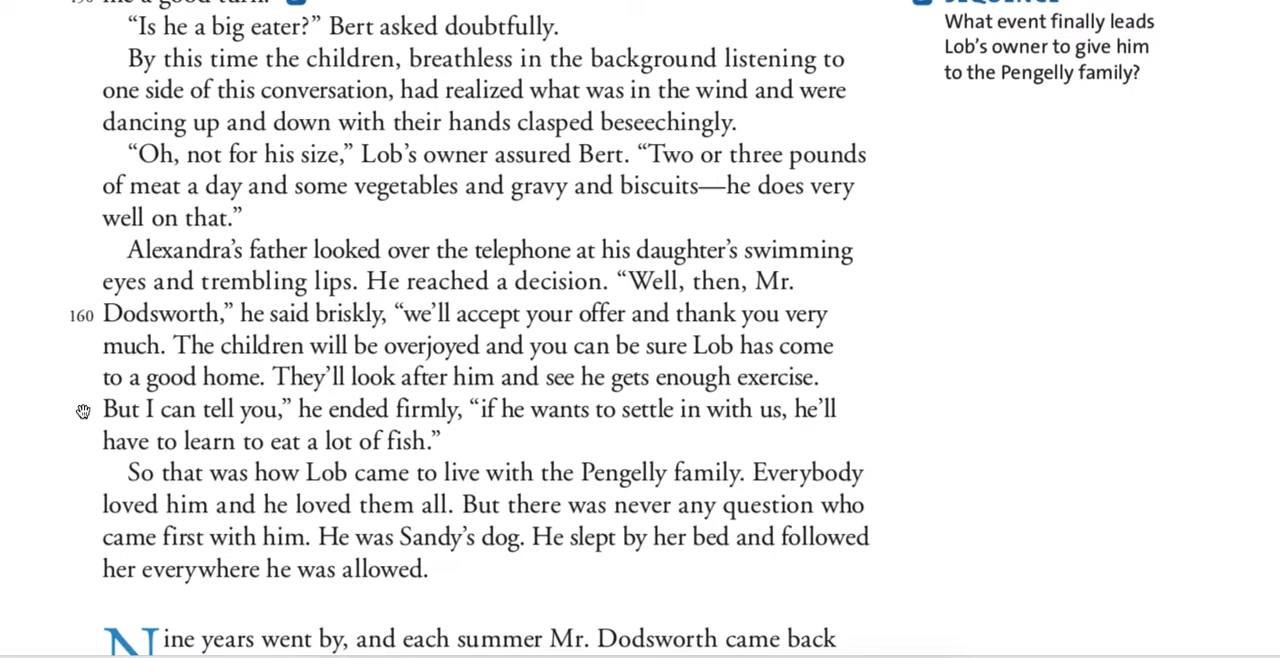 me a good turn."
"Is he a big eater?" Bert asked doubtfully.
By this time the children, breathless in the background listening to
one side of this conversation, had realized what was in the wind and were
dancing up and down with their hands clasped beseechingly.
"Oh, not for his size," Lob's owner assured Bert. "Two or three pounds
of meat a day and some vegetables and gravy and biscuits—he does very
well on that."
Alexandra's father looked over the telephone at his daughter's swimming
eyes and trembling lips. He reached a decision. "Well, then, Mr.
160 Dodsworth," he said briskly, "we'll accept your offer and thank you very
much. The children will be overjoyed and you can be sure Lob has come
to a good home. They'll look after him and see he gets enough exercise.
But I can tell you," he ended firmly, "if he wants to settle in with us, he'll
have to learn to eat a lot of fish."
So that was how Lob came to live with the Pengelly family. Everybody
loved him and he loved them all. But there was never any question who
came first with him. He was Sandy's dog. He slept by her bed and followed
her everywhere he was allowed.
Nine years went by, and each summer Mr. Dodsworth came back
SEQUENCE
What event finally leads
Lob's owner to give him
to the Pengelly family?